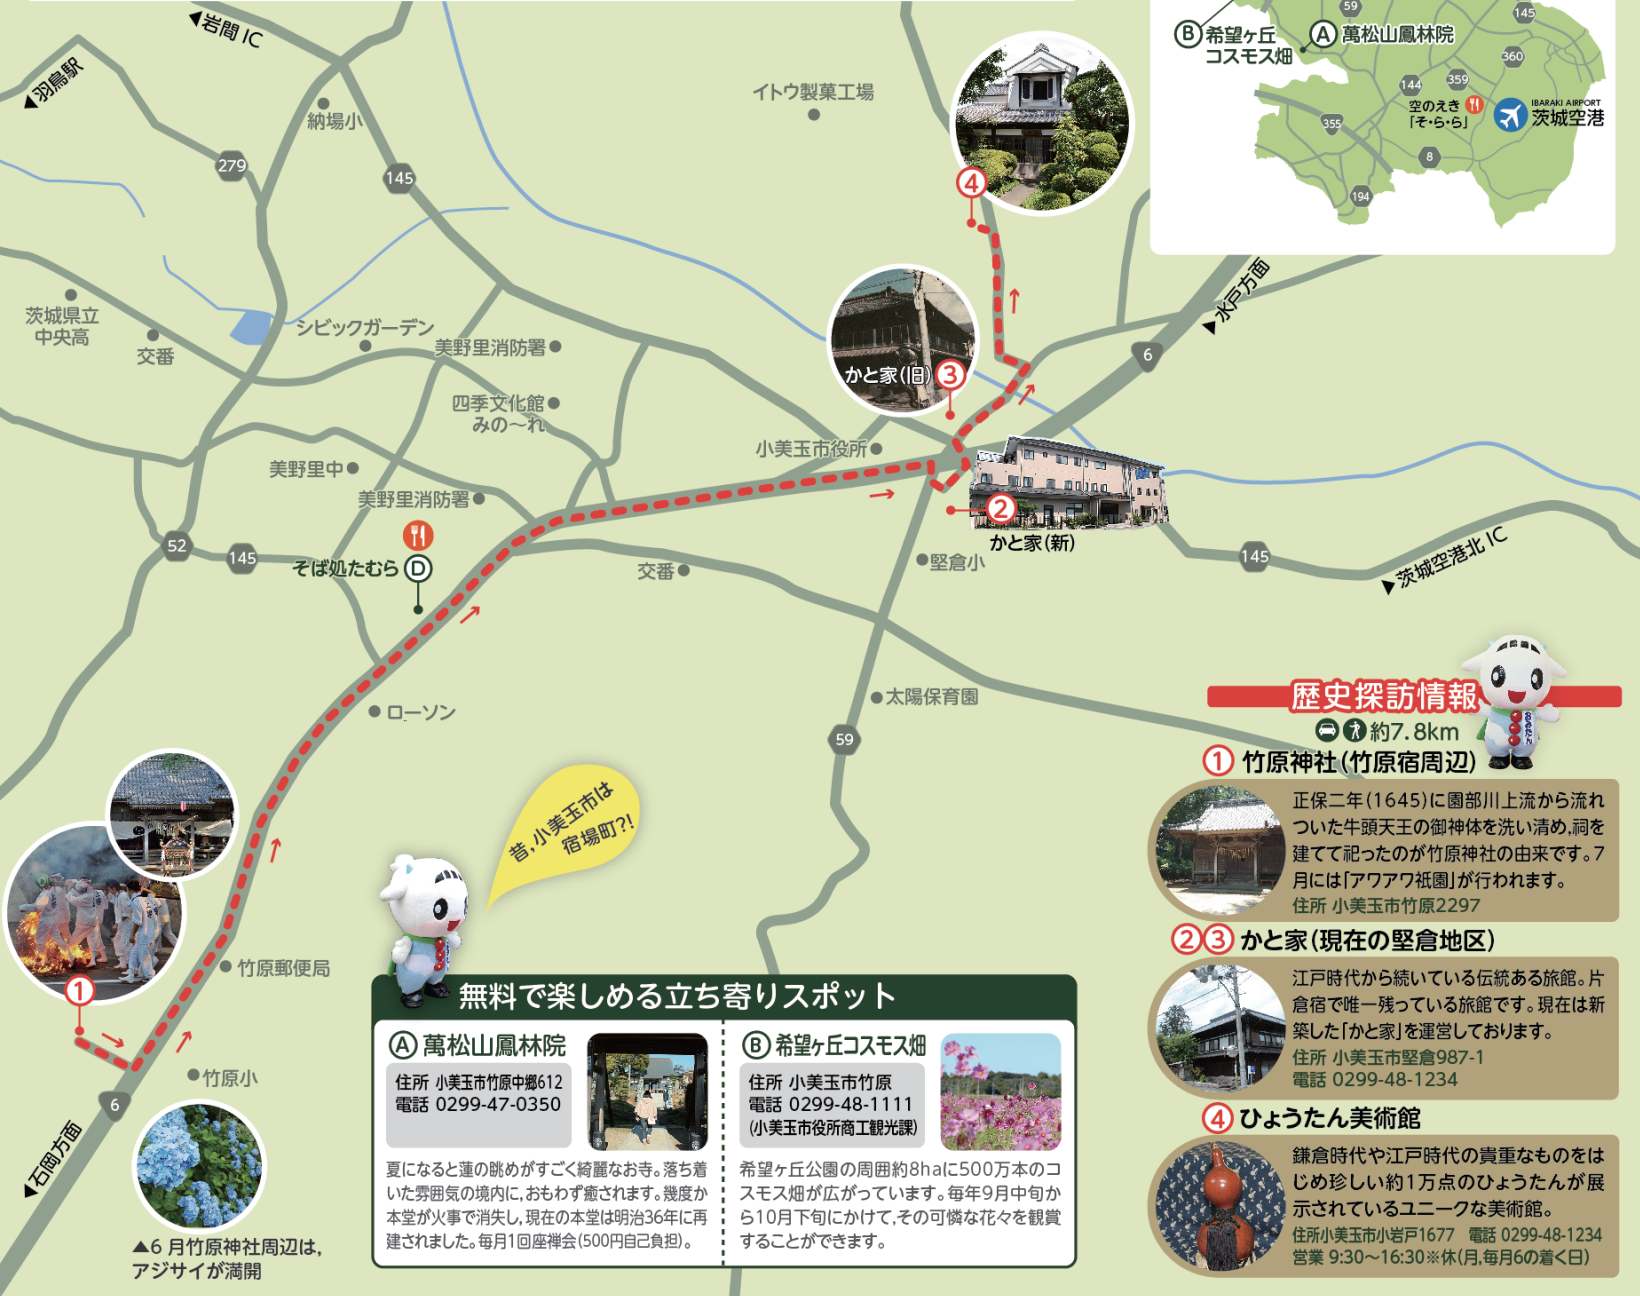 岩間IC
羽鳥駅
納場小
279
145
イトウ製菓工場
4
59
145
B 希望ヶ丘
コスモス畑
A 萬松山鳳林院
360
144
359
空のえき
「そ・ら・ら」
IBARAKI AIRPORT
茨城空港
355
8
194
茨城県立
中央高
交番
シビックガーデン
美野里消防署
四季文化館
みの〜れ
かと家(旧) 3
水戸方面
6
小美玉市役所
美野里中
美野里消防署
52
145
そば処たむら D
2
かと家(新)
交番
堅倉小
145
茨城空港北IC
ローソン
太陽保育園
59
1
竹原郵便局
竹原小
6
石岡方面
▲6月竹原神社周辺は,
アジサイが満開
昔,小美玉市は
宿場町?!
無料で楽しめる立ち寄りスポット
A 萬松山鳳林院
住所 小美玉市竹原中郷612
電話 0299-47-0350
夏になると蓮の眺めがすごく綺麗なお寺。落ち着
いた雰囲気の境内に,おもわず癒されます。幾度か
本堂が火事で消失し,現在の本堂は明治36年に再
建されました。毎月1回座禅会(500円自己負担)。
B 希望ヶ丘コスモス畑
住所 小美玉市竹原
電話 0299-48-1111
(小美玉市役所商工観光課)
希望ヶ丘公園の周囲約8haに500万本のコ
スモス畑が広がっています。毎年9月中旬か
ら10月下旬にかけて,その可憐な花々を観賞
することができます。
歴史探訪情報
約7.8km
1 竹原神社(竹原宿周辺)
正保二年(1645)に園部川上流から流れ
ついた牛頭天王の御神体を洗い清め,祠を
建てて祀ったのが竹原神社の由来です。7
月には「アワアワ祇園」が行われます。
住所 小美玉市竹原2297
2 3 かと家(現在の堅倉地区)
江戸時代から続いている伝統ある旅館。片
倉宿で唯一残っている旅館です。現在は新
築した「かと家」を運営しております。
住所 小美玉市堅倉987-1
電話 0299-48-1234
4 ひょうたん美術館
鎌倉時代や江戸時代の貴重なものをは
じめ珍しい約1万点のひょうたんが展
示されているユニークな美術館。
住所小美玉市小岩戸1677 電話 0299-48-1234
営業 9:30〜16:30※休(月,毎月6の着く日)